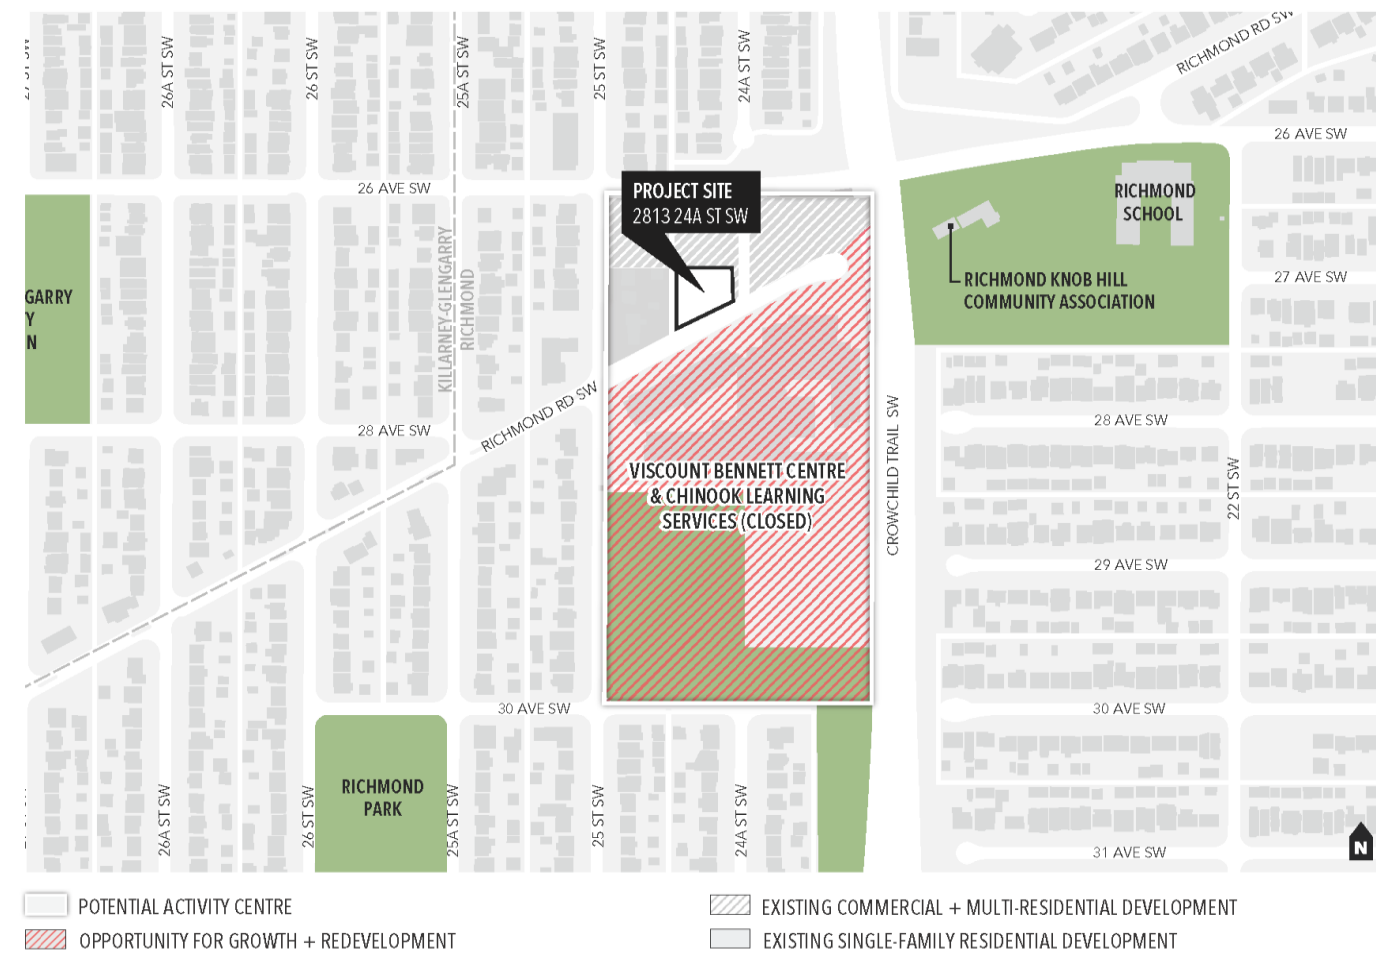 26A ST SW
26 ST SW
25A ST SW
25 ST SW
24A ST SW
RICHMOND RD SW
26 AVE SW
26 AVE SW
PROJECT SITE
2813 24A ST SW
RICHMOND
SCHOOL
KILLARNEY-GLENGARRY
RICHMOND
RICHMOND KNOB HILL
COMMUNITY ASSOCIATION
27 AVE SW
GARRY
Y
N
RICHMOND RD SW
28 AVE SW
28 AVE SW
CROWCHILD TRAIL SW
22 ST SW
VISCOUNT BENNETT CENTRE
& CHINOOK LEARNING
SERVICES (CLOSED)
29 AVE SW
30 AVE SW
30 AVE SW
RICHMOND
PARK
26A ST SW
26 ST SW
25A ST SW
25 ST SW
24A ST SW
31 AVE SW
N
POTENTIAL ACTIVITY CENTRE
OPPORTUNITY FOR GROWTH + REDEVELOPMENT
EXISTING COMMERCIAL + MULTI-RESIDENTIAL DEVELOPMENT
EXISTING SINGLE-FAMILY RESIDENTIAL DEVELOPMENT